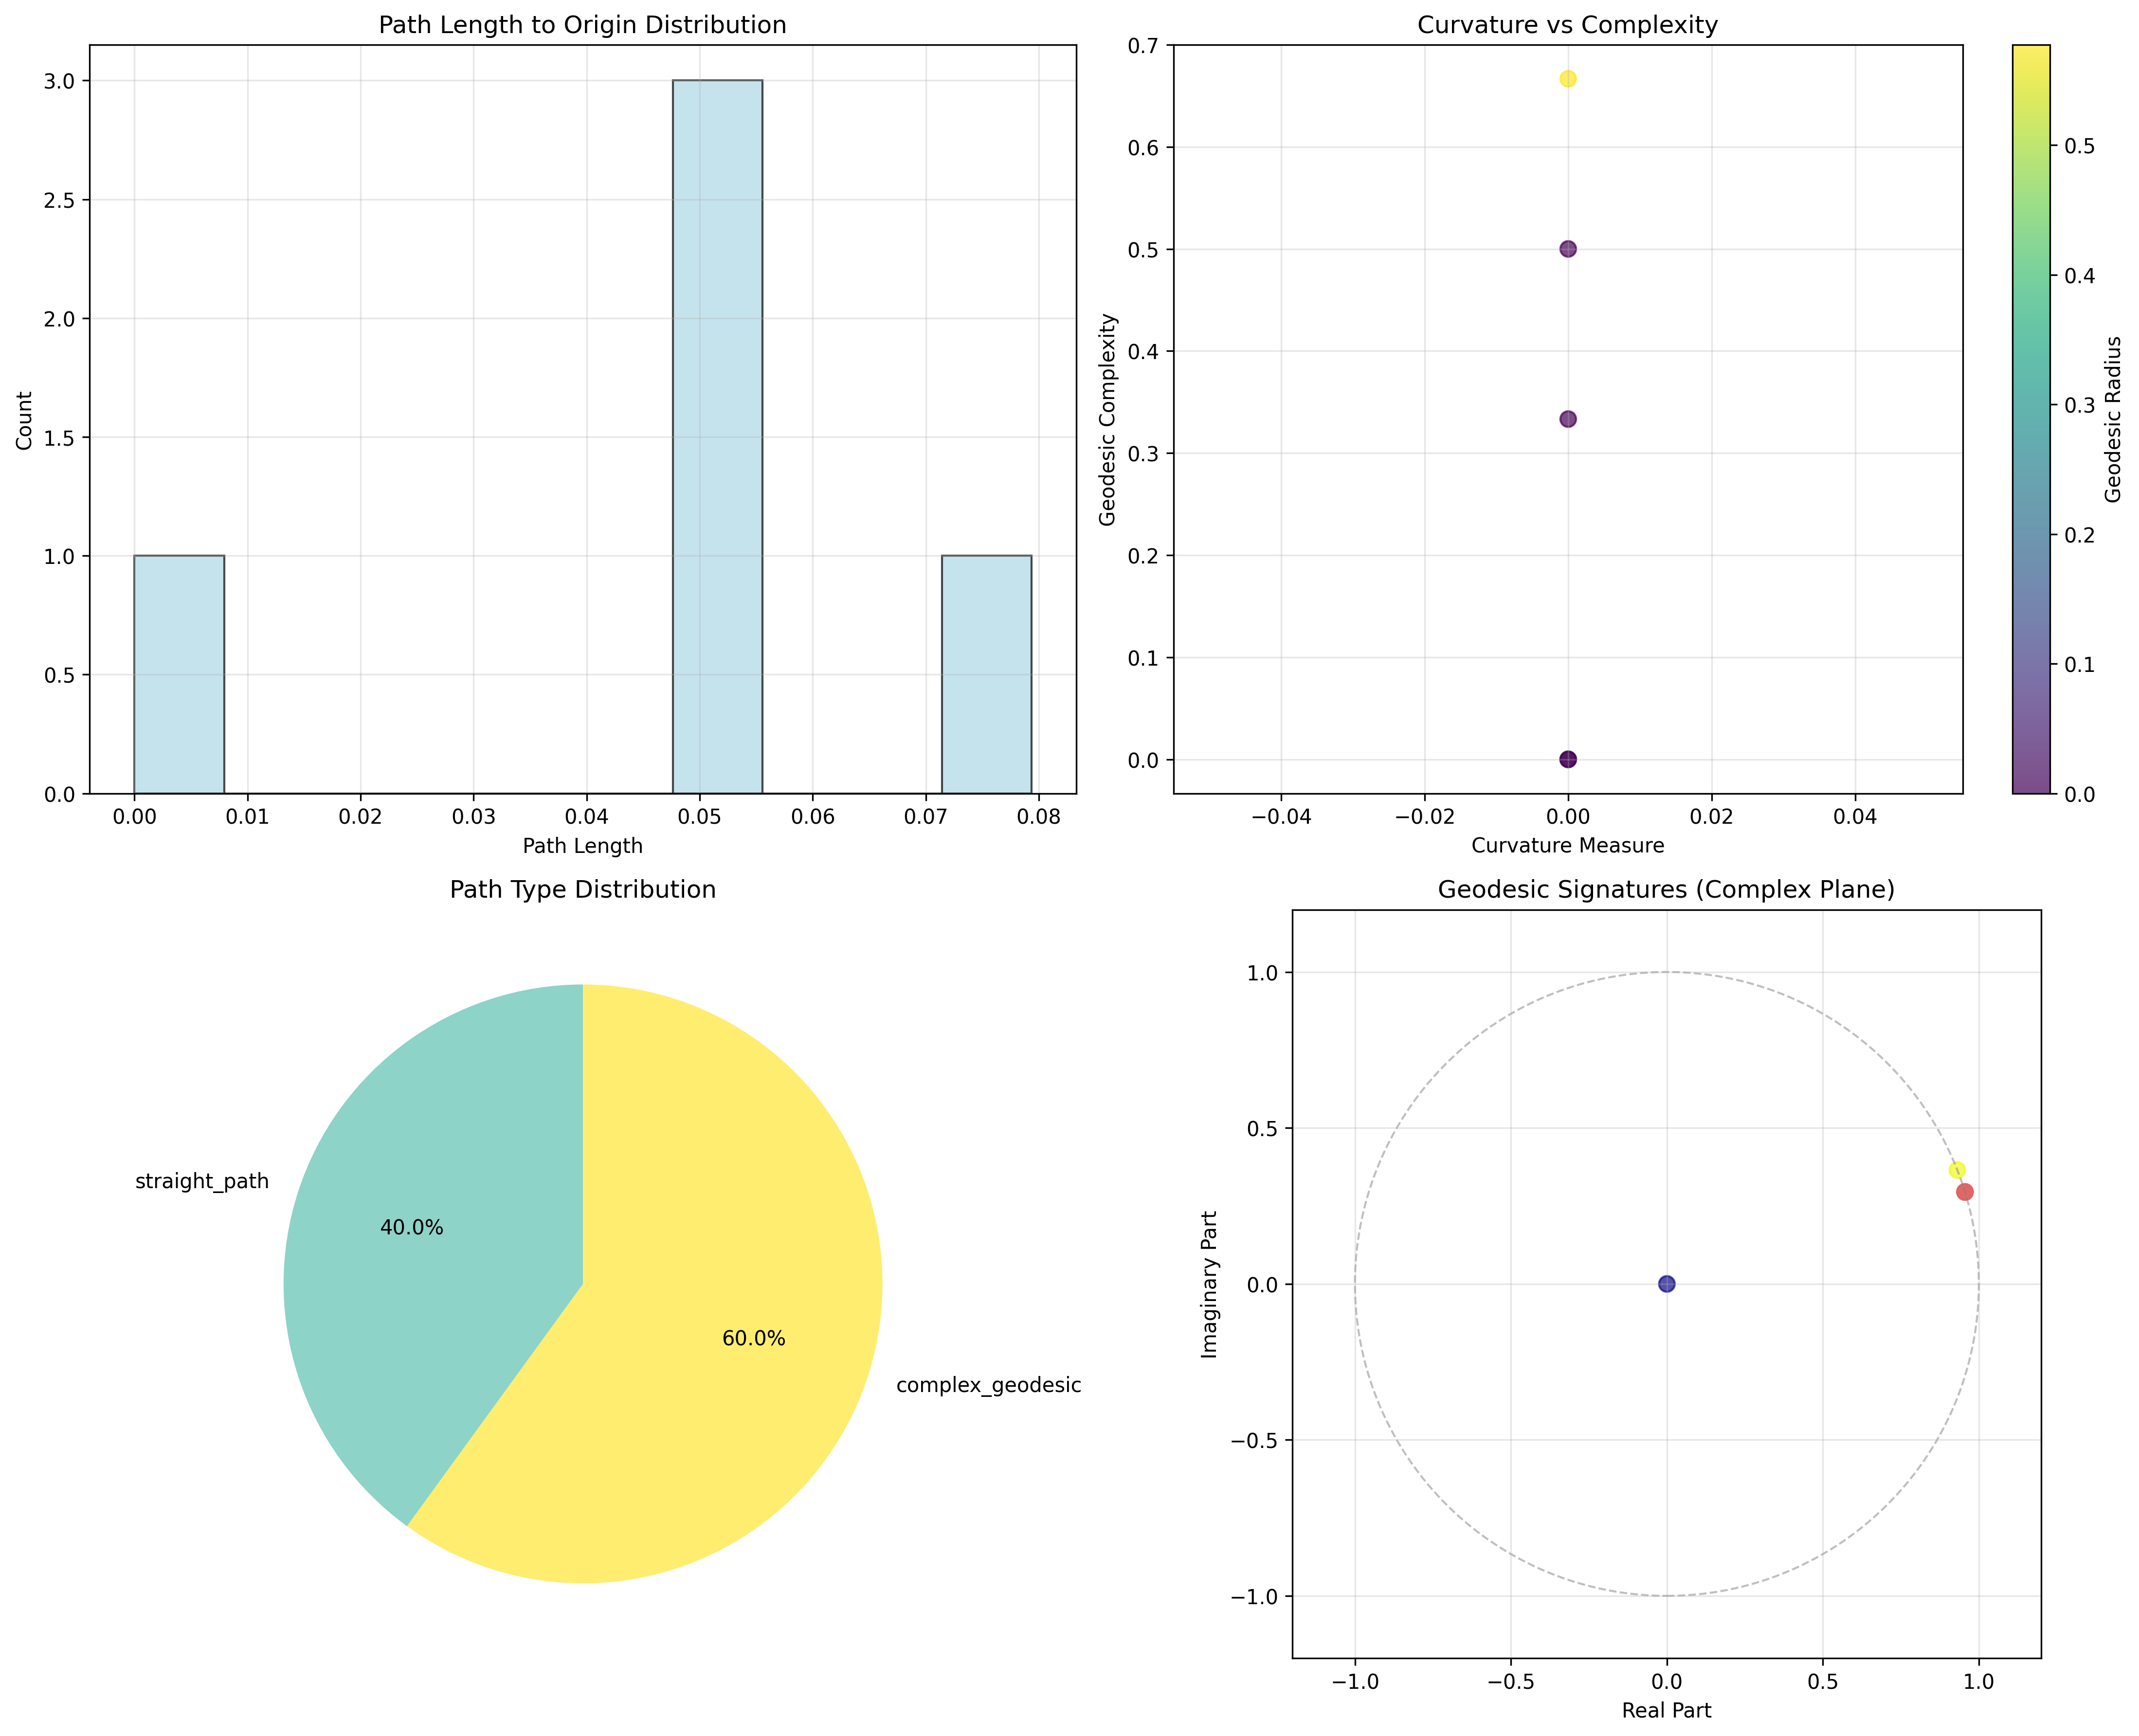 Path Length to Origin Distribution
3.0
2.5
2.0
1.5
1.0
0.5
0.0
Count
0.00 0.01 0.02 0.03 0.04 0.05 0.06 0.07 0.08
Path Length
Curvature vs Complexity
0.7
0.6
0.5
0.4
0.3
0.2
0.1
0.0
Geodesic Complexity
−0.04 −0.02 0.00 0.02 0.04
Curvature Measure
0.5
0.4
0.3
0.2
0.1
0.0
Geodesic Radius
Path Type Distribution
straight_path
40.0%
60.0%
complex_geodesic
Geodesic Signatures (Complex Plane)
1.0
0.5
0.0
−0.5
−1.0
Imaginary Part
−1.0 −0.5 0.0 0.5 1.0
Real Part